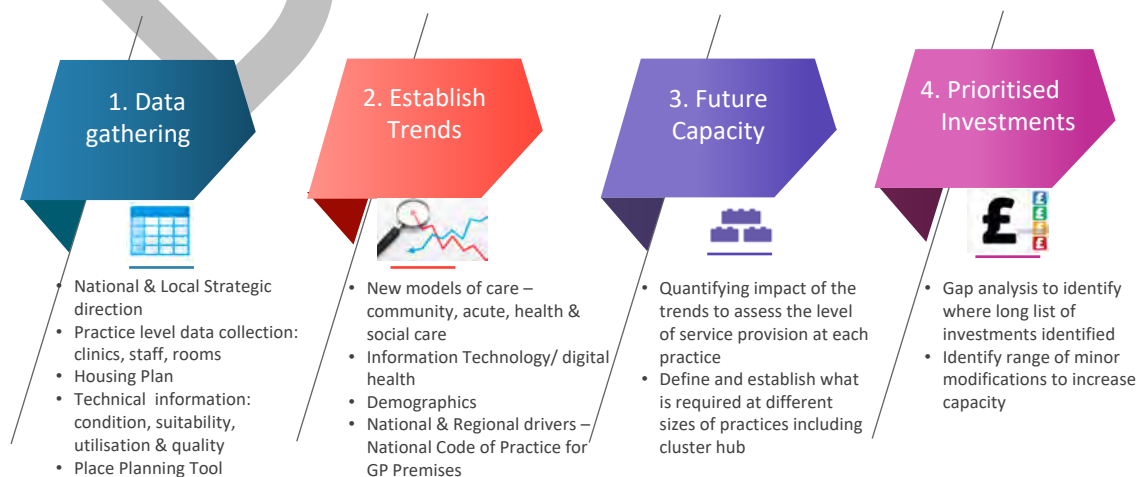 1. Data
gathering
• National & Local Strategic
direction
• Practice level data collection:
clinics, staff, rooms
• Housing Plan
• Technical information:
condition, suitability,
utilisation & quality
• Place Planning Tool
2. Establish
Trends
• New models of care –
community, acute, health &
social care
• Information Technology/ digital
health
• Demographics
• National & Regional drivers –
National Code of Practice for
GP Premises
3. Future
Capacity
• Quantifying impact of the
trends to assess the level
of service provision at each
practice
• Define and establish what
is required at different
sizes of practices including
cluster hub
4. Prioritised
Investments
£
£
£
£
£
• Gap analysis to identify
where long list of
investments identified
• Identify range of minor
modifications to increase
capacity